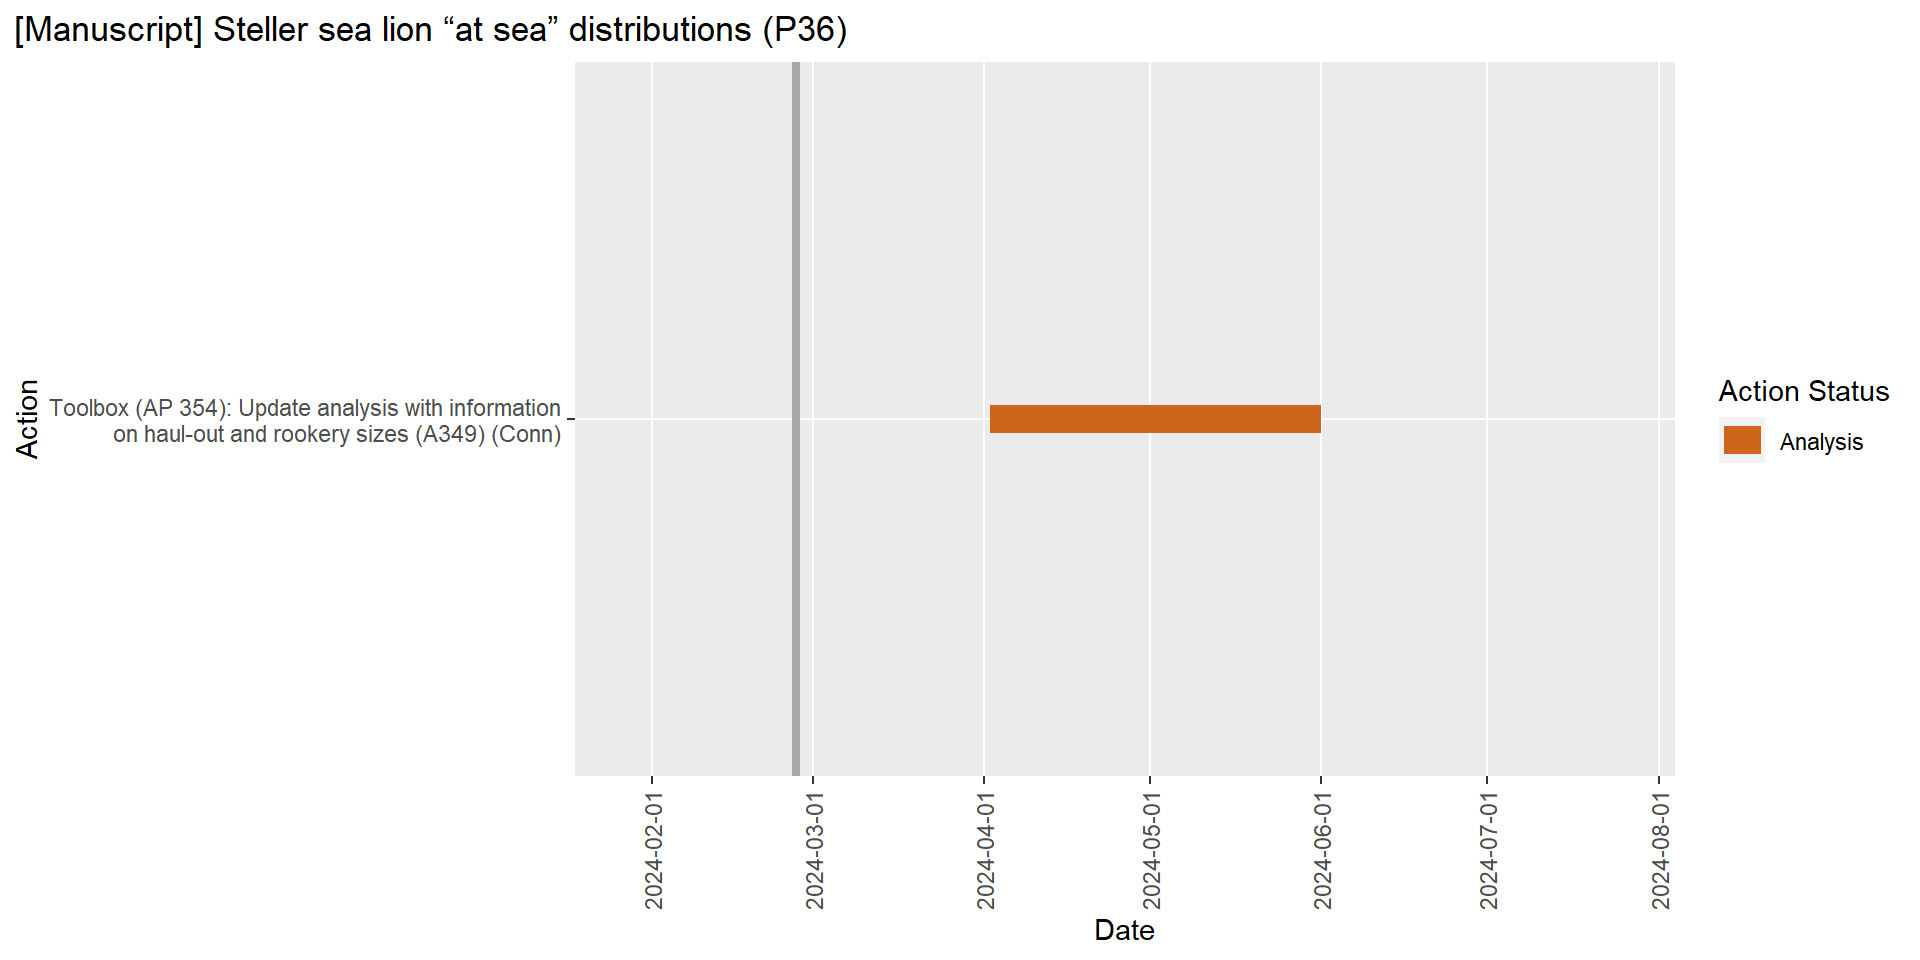 [Manuscript] Steller sea lion “at sea” distributions (P36)
Action
Toolbox (AP 354): Update analysis with information
on haul-out and rookery sizes (A349) (Conn)
2024-02-01
2024-03-01
2024-04-01
2024-05-01
2024-06-01
2024-07-01
2024-08-01
Date
Action Status
Analysis